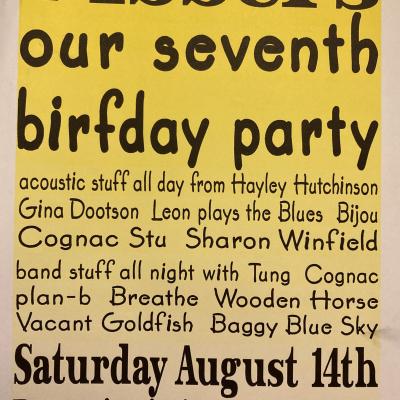 our seventh
birfday party
acoustic stuff all day from Hayley Hutchinson
Gina Dootson Leon plays the Blues Bijou
Cognac Stu Sharon Winfield
band stuff all night with Tung Cognac
plan-b Breathe Wooden Horse
Vacant Goldfish Baggy Blue Sky
Saturday August 14th